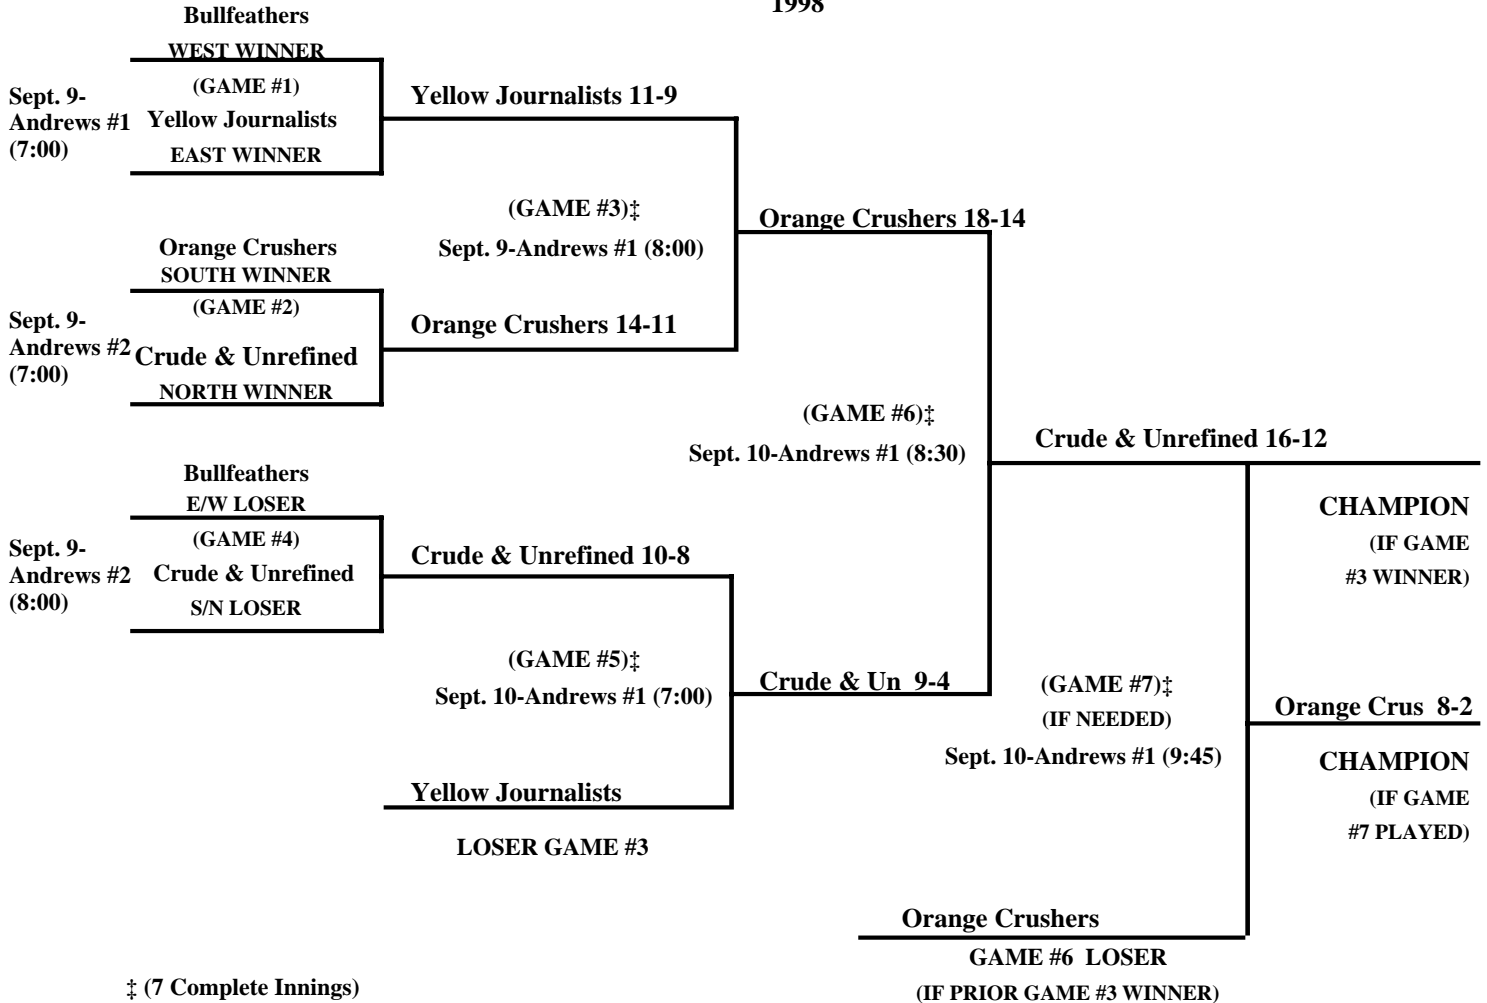 1998
Bullfeathers
WEST WINNER
(GAME #1)
Sept. 9-
Andrews #1
(7:00)
Yellow Journalists
EAST WINNER
Yellow Journalists 11-9
(GAME #3)‡
Sept. 9-Andrews #1 (8:00)
Orange Crushers 18-14
Orange Crushers
SOUTH WINNER
(GAME #2)
Sept. 9-
Andrews #2
(7:00)
Crude & Unrefined
NORTH WINNER
Orange Crushers 14-11
(GAME #6)‡
Sept. 10-Andrews #1 (8:30)
Crude & Unrefined 16-12
CHAMPION
(IF GAME
#3 WINNER)
Bullfeathers
E/W LOSER
(GAME #4)
Sept. 9-
Andrews #2
(8:00)
Crude & Unrefined
S/N LOSER
Crude & Unrefined 10-8
(GAME #5)‡
Sept. 10-Andrews #1 (7:00)
Crude & Un 9-4
(GAME #7)‡
(IF NEEDED)
Sept. 10-Andrews #1 (9:45)
Orange Crus 8-2
CHAMPION
(IF GAME
#7 PLAYED)
Yellow Journalists
LOSER GAME #3
Orange Crushers
GAME #6 LOSER
(IF PRIOR GAME #3 WINNER)
‡ (7 Complete Innings)